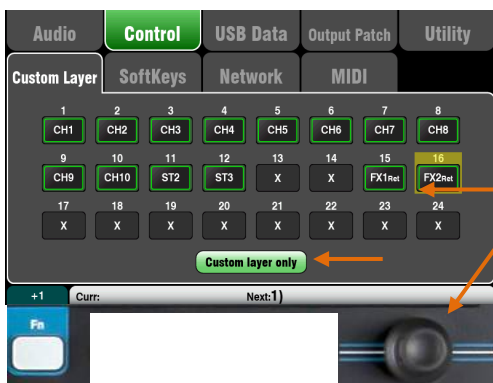 Audio Control USB Data Output Patch Utility
Custom Layer SoftKeys Network MIDI
1 2 3 4 5 6 7 8
CH1 CH2 CH3 CH4 CH5 CH6 CH7 CH8
9 10 11 12 13 14 15 16
CH9 CH10 ST2 ST3 X X FX1Ret FX2Ret
17 18 19 20 21 22 23 24
X X X X X X X X
Custom layer only
+1 Curr: Next:1)
Fn